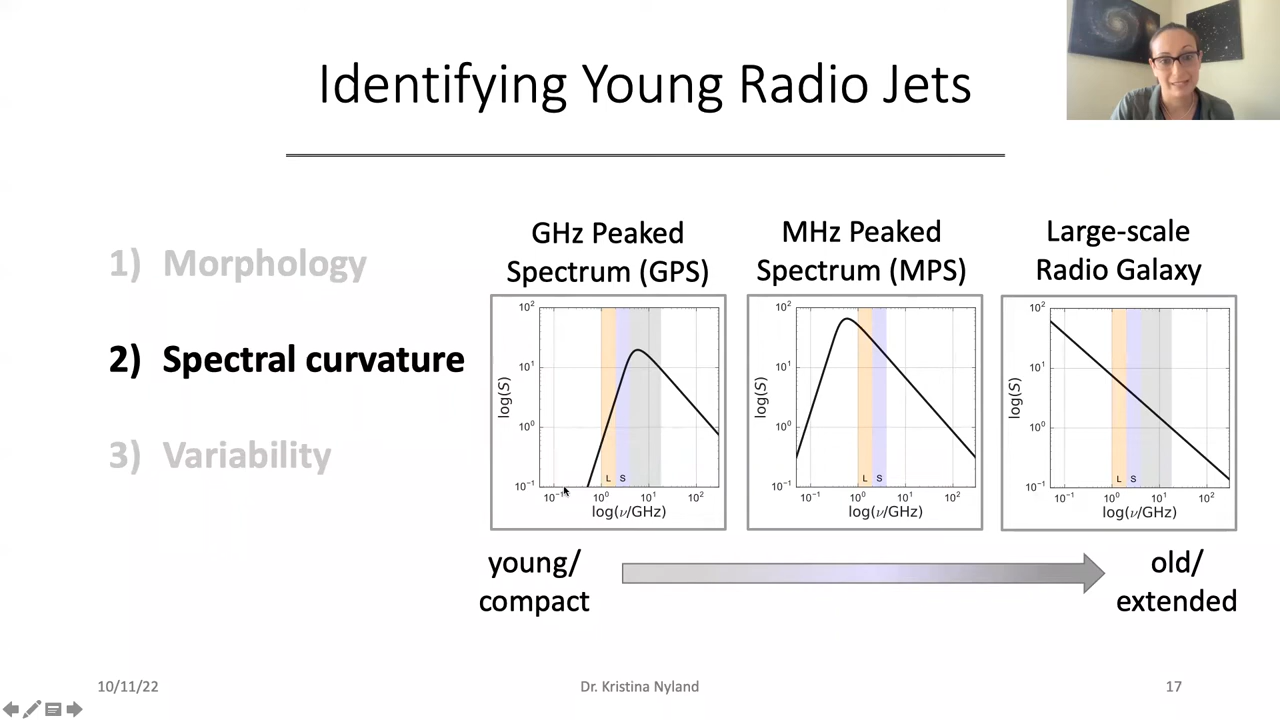 Identifying Young Radio Jets
1) Morphology
2) Spectral curvature
3) Variability
GHz Peaked
Spectrum (GPS)
10²
10¹
10⁰
10⁻¹
log(S)
L S
10⁻¹ 10⁰ 10¹ 10²
log(ν/GHz)
MHz Peaked
Spectrum (MPS)
10²
10¹
10⁰
10⁻¹
log(S)
L S
10⁻¹ 10⁰ 10¹ 10²
log(ν/GHz)
Large-scale
Radio Galaxy
10²
10¹
10⁰
10⁻¹
log(S)
L S
10⁻¹ 10⁰ 10¹ 10²
log(ν/GHz)
young/
compact
old/
extended
10/11/22
Dr. Kristina Nyland
17